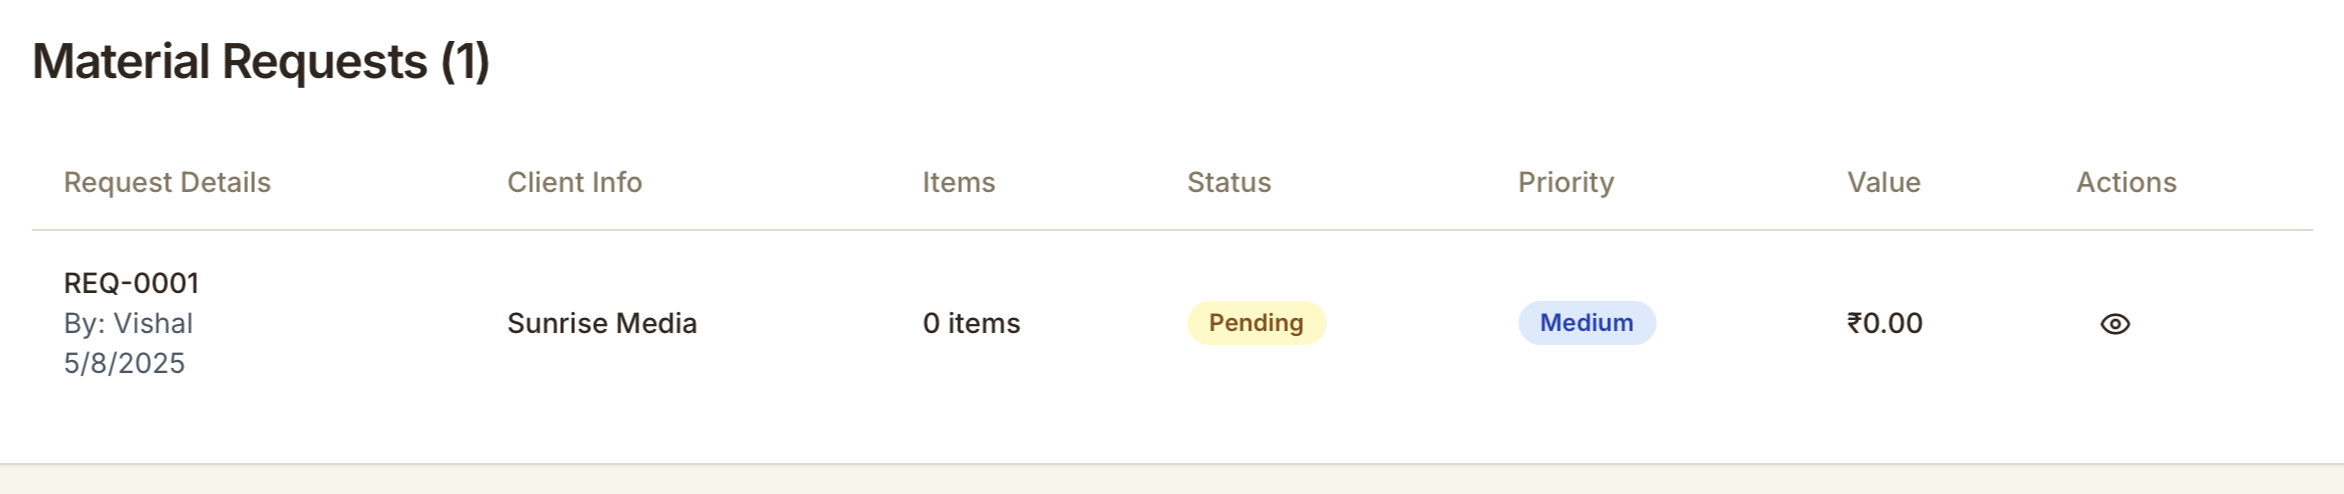 Material Requests (1)
Request Details Client Info Items Status Priority Value Actions
REQ-0001
By: Vishal
5/8/2025
Sunrise Media
0 items
Pending
Medium
₹0.00